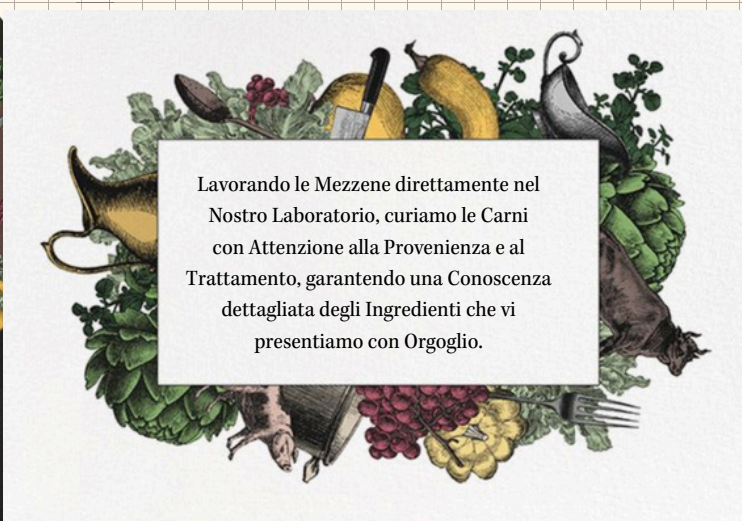 Lavorando le Mezzene direttamente nel
Nostro Laboratorio, curiamo le Carni
con Attenzione alla Provenienza e al
Trattamento, garantendo una Conoscenza
dettagliata degli Ingredienti che vi
presentiamo con Orgoglio.